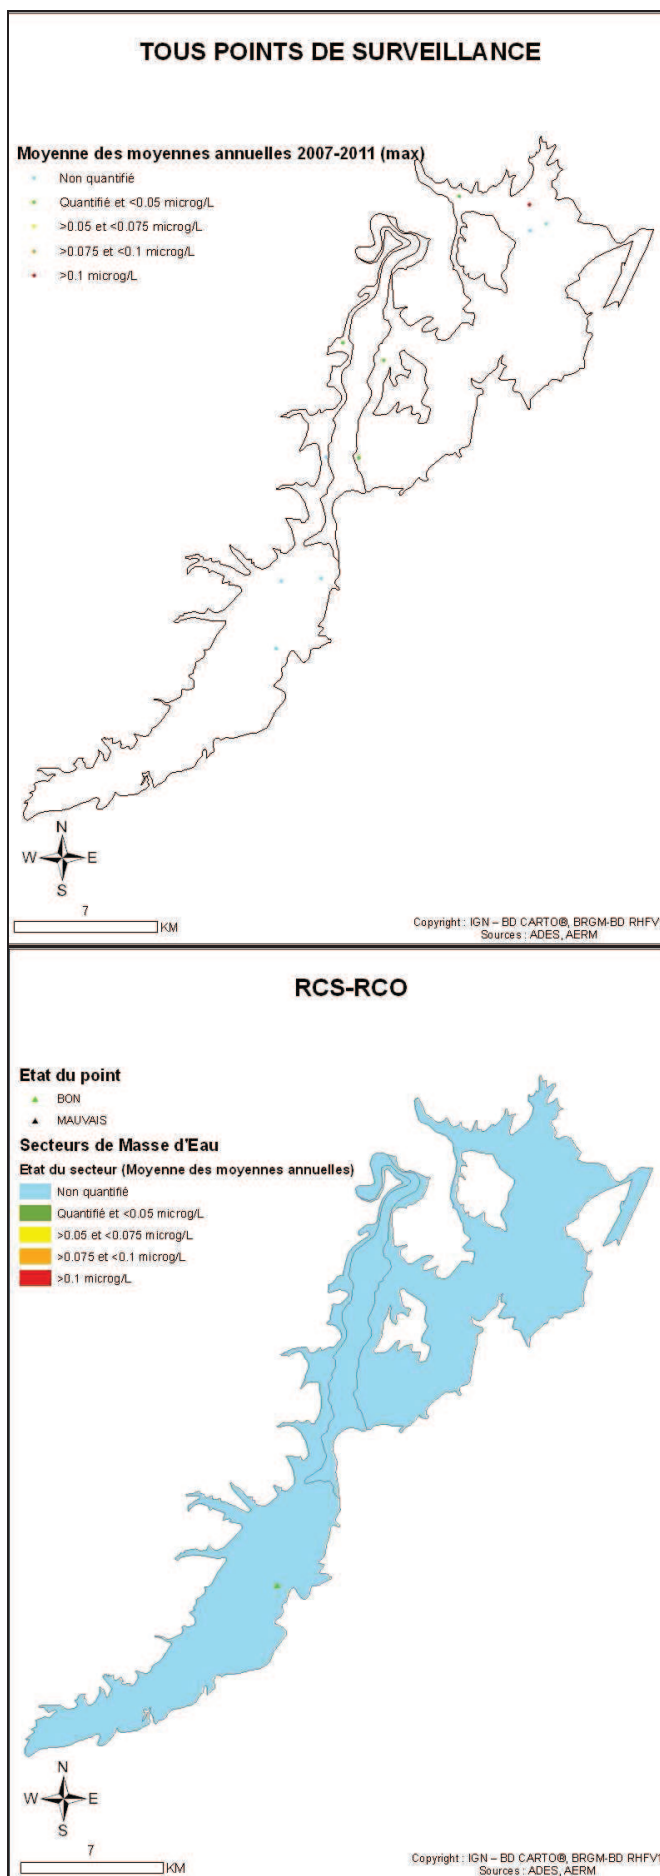 TOUS POINTS DE SURVEILLANCE
Moyenne des moyennes annuelles 2007-2011 (max)
Non quantifié
Quantifié et <0.05 microg/L
>0.05 et <0.075 microg/L
>0.075 et <0.1 microg/L
>0.1 microg/L
N
W E
S
7
KM
Copyright : IGN – BD CARTO®, BRGM-BD RHFV1
Sources : ADES, AERM
RCS-RCO
Etat du point
BON
MAUVAIS
Secteurs de Masse d'Eau
Etat du secteur (Moyenne des moyennes annuelles)
Non quantifié
Quantifié et <0.05 microg/L
>0.05 et <0.075 microg/L
>0.075 et <0.1 microg/L
>0.1 microg/L
N
W E
S
7
KM
Copyright : IGN – BD CARTO®, BRGM-BD RHFV1
Sources : ADES, AERM